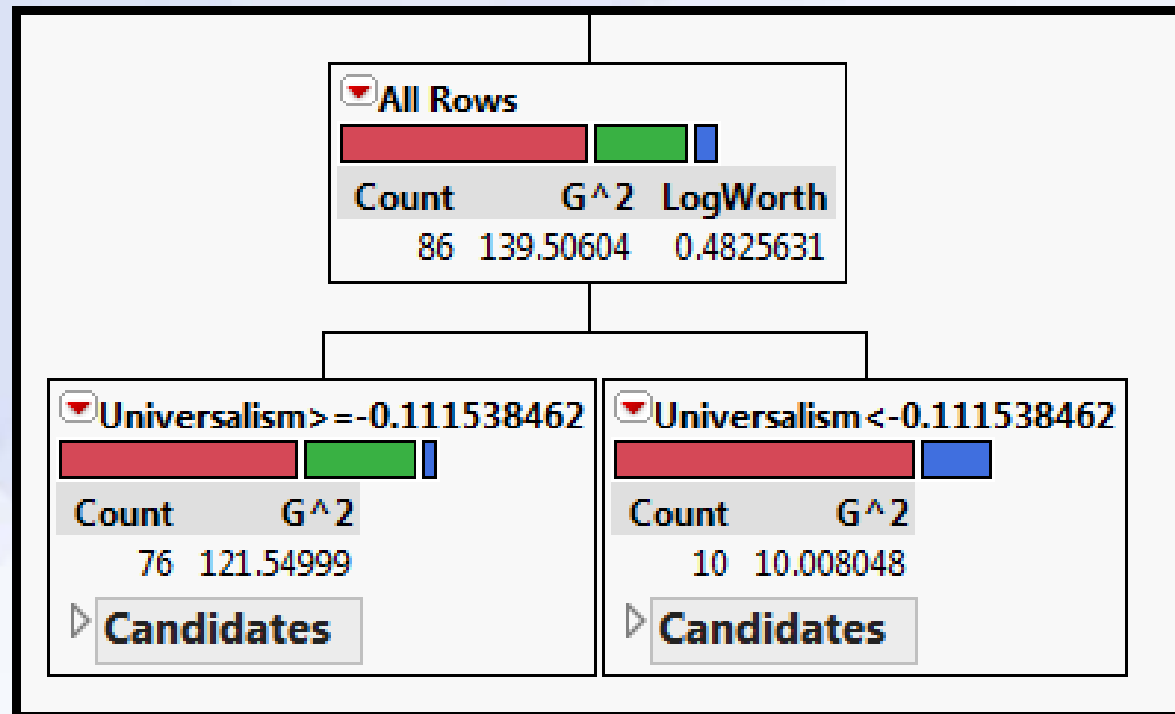 All Rows
Count G^2 LogWorth
86 139.50604 0.4825631
Universalism>=-0.111538462
Count G^2
76 121.54999
Candidates
Universalism<-0.111538462
Count G^2
10 10.008048
Candidates